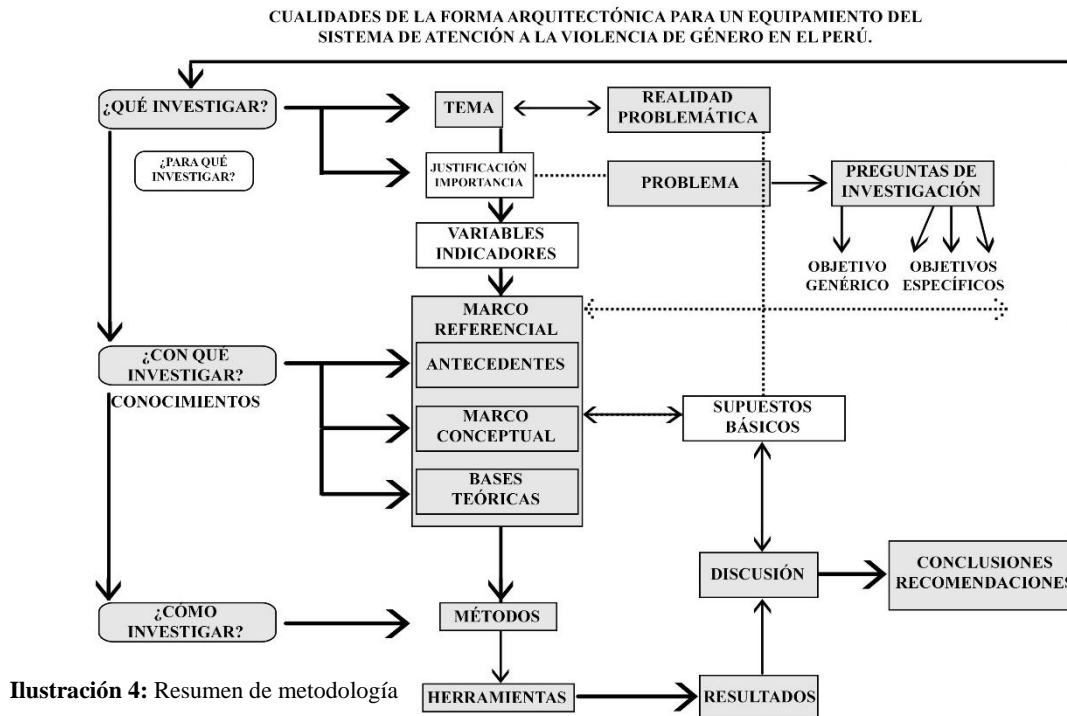 CUALIDADES DE LA FORMA ARQUITECTÓNICA PARA UN EQUIPAMIENTO DEL
SISTEMA DE ATENCIÓN A LA VIOLENCIA DE GÉNERO EN EL PERÚ.
¿QUÉ INVESTIGAR?
TEMA
REALIDAD
PROBLEMÁTICA
¿PARA QUÉ
INVESTIGAR?
JUSTIFICACIÓN
IMPORTANCIA
PROBLEMA
PREGUNTAS DE
INVESTIGACIÓN
VARIABLES
INDICADORES
OBJETIVO
GENÉRICO
OBJETIVOS
ESPECÍFICOS
MARCO
REFERENCIAL
¿CON QUÉ
INVESTIGAR?
CONOCIMIENTOS
ANTECEDENTES
MARCO
CONCEPTUAL
SUPUESTOS
BÁSICOS
BASES
TEÓRICAS
DISCUSIÓN
CONCLUSIONES
RECOMENDACIONES
¿CÓMO
INVESTIGAR?
MÉTODOS
HERRAMIENTAS
RESULTADOS
Ilustración 4: Resumen de metodología